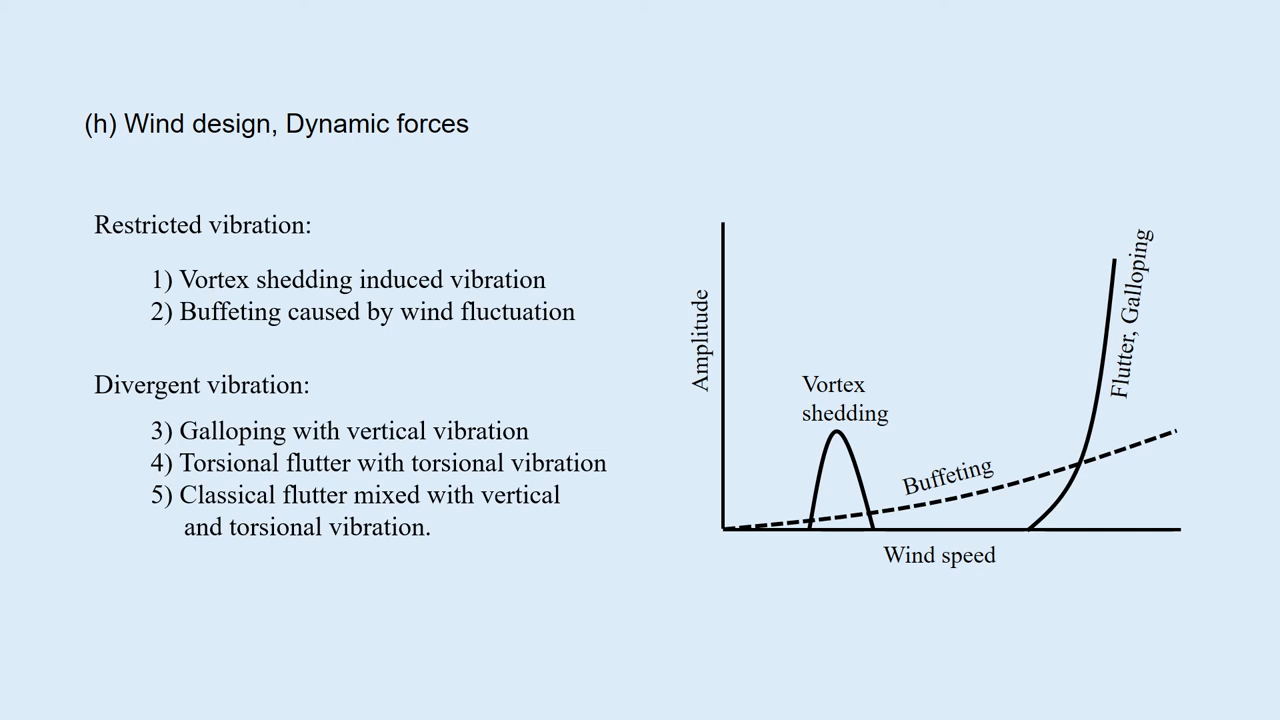 (h) Wind design, Dynamic forces
Restricted vibration:
1) Vortex shedding induced vibration
2) Buffeting caused by wind fluctuation
Divergent vibration:
3) Galloping with vertical vibration
4) Torsional flutter with torsional vibration
5) Classical flutter mixed with vertical
and torsional vibration.
Amplitude
Vortex
shedding
Buffeting
Flutter, Galloping
Wind speed